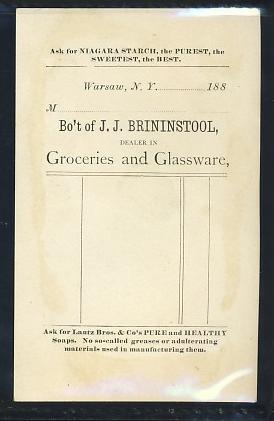 Ask for NIAGARA STARCH, the PUREST, the
SWEETEST, the BEST.
Warsaw, N. Y. 188
M
Bo't of J. J. BRININSTOOL,
DEALER IN
Groceries and Glassware,
Ask for Lautz Bros. & Co's PURE and HEALTHY
Soaps. No so-called greases or adulterating
materials used in manufacturing them.